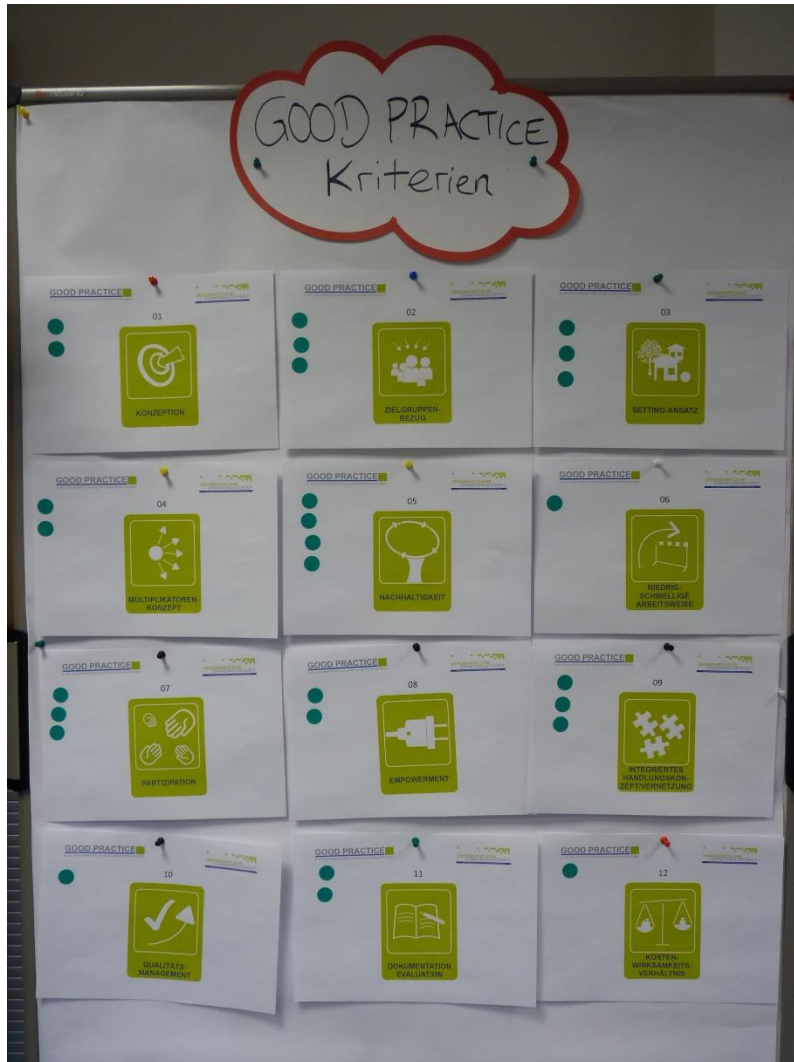 GOOD PRACTICE
Kriterien
GOOD PRACTICE
01
KONZEPTION
GOOD PRACTICE
02
ZIELGRUPPEN-
BEZUG
GOOD PRACTICE
03
SETTING-ANSATZ
GOOD PRACTICE
04
MULTIPLIKATOREN-
KONZEPT
GOOD PRACTICE
05
NACHHALTIGKEIT
GOOD PRACTICE
06
NIEDRIG-
SCHWELLIGE
ARBEITSWEISE
GOOD PRACTICE
07
PARTIZIPATION
GOOD PRACTICE
08
EMPOWERMENT
GOOD PRACTICE
09
INTEGRIERTES
HANDLUNGSKON-
ZEPT/VERNETZUNG
GOOD PRACTICE
10
QUALITÄTS-
MANAGEMENT
GOOD PRACTICE
11
DOKUMENTATION
EVALUATION
GOOD PRACTICE
12
KOSTEN-
WIRKSAMKEITS-
VERHÄLTNIS